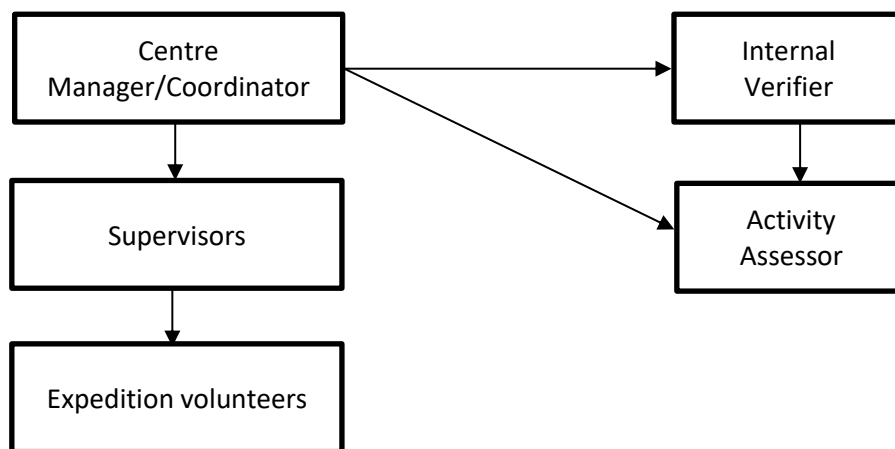 Centre
Manager/Coordinator
Internal
Verifier
Supervisors
Activity
Assessor
Expedition volunteers